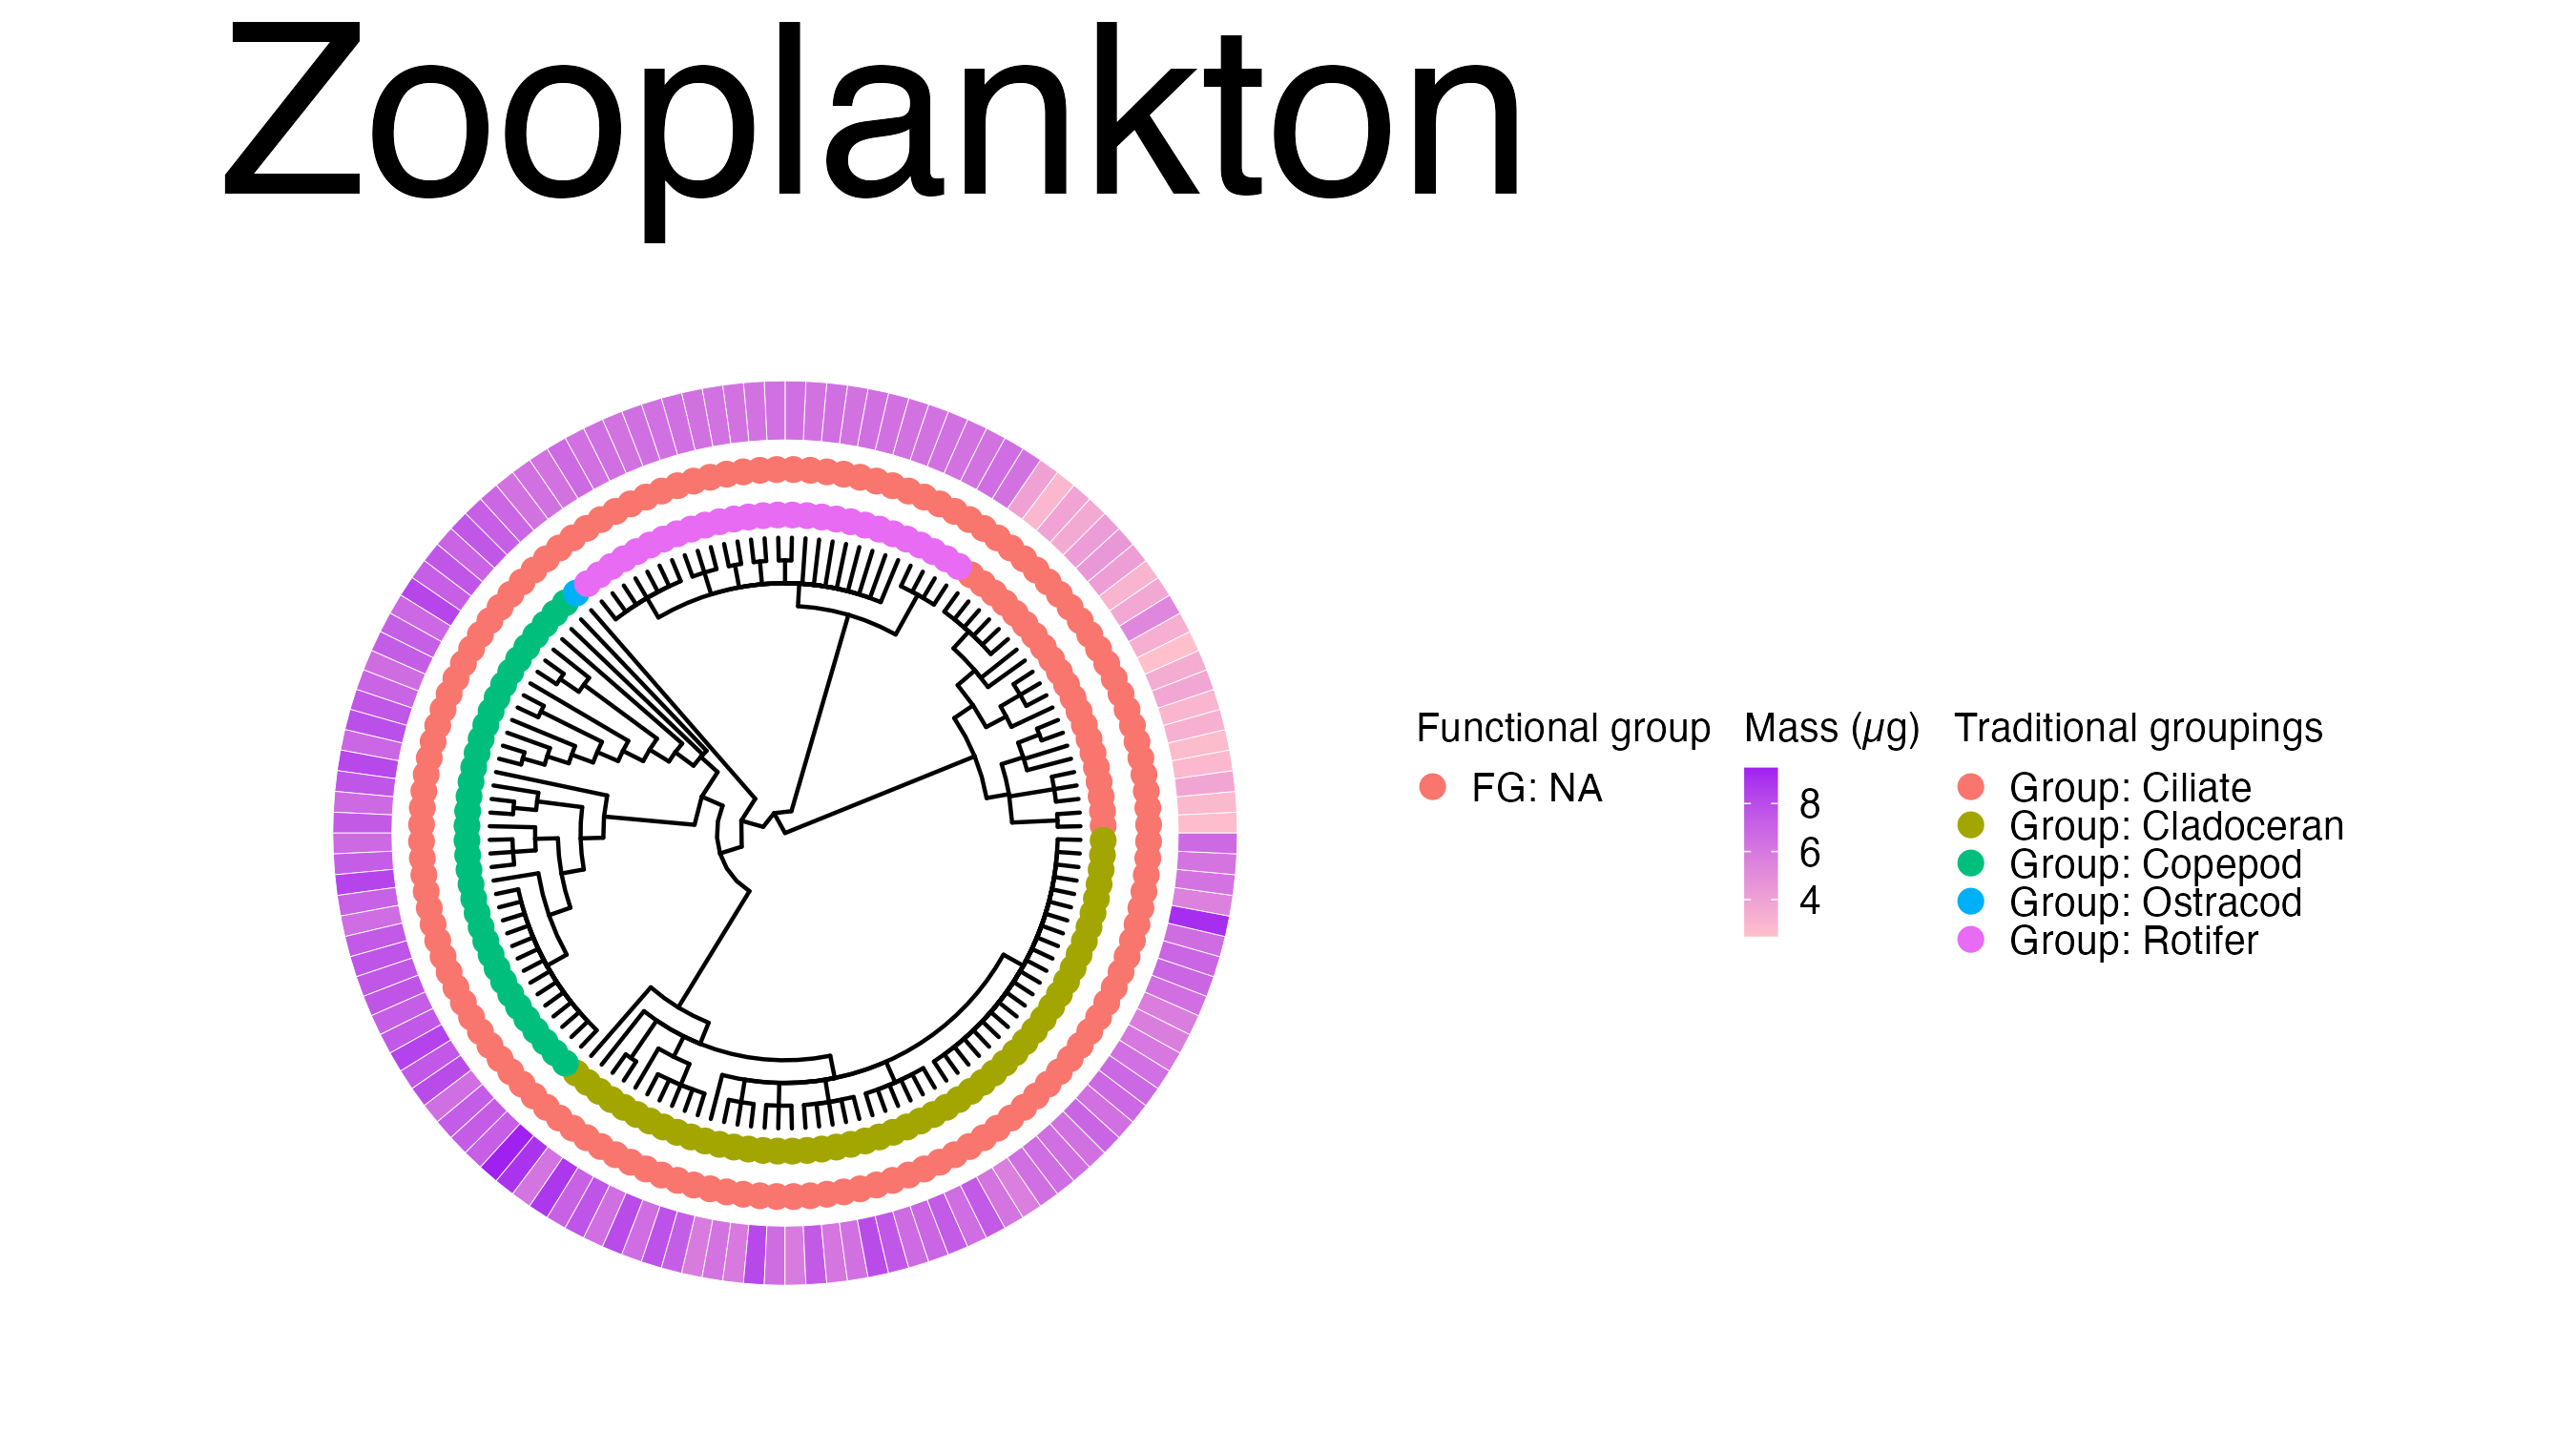 Zooplankton
Functional group
FG: NA
Mass (µg)
8
6
4
Traditional groupings
Group: Ciliate
Group: Cladoceran
Group: Copepod
Group: Ostracod
Group: Rotifer